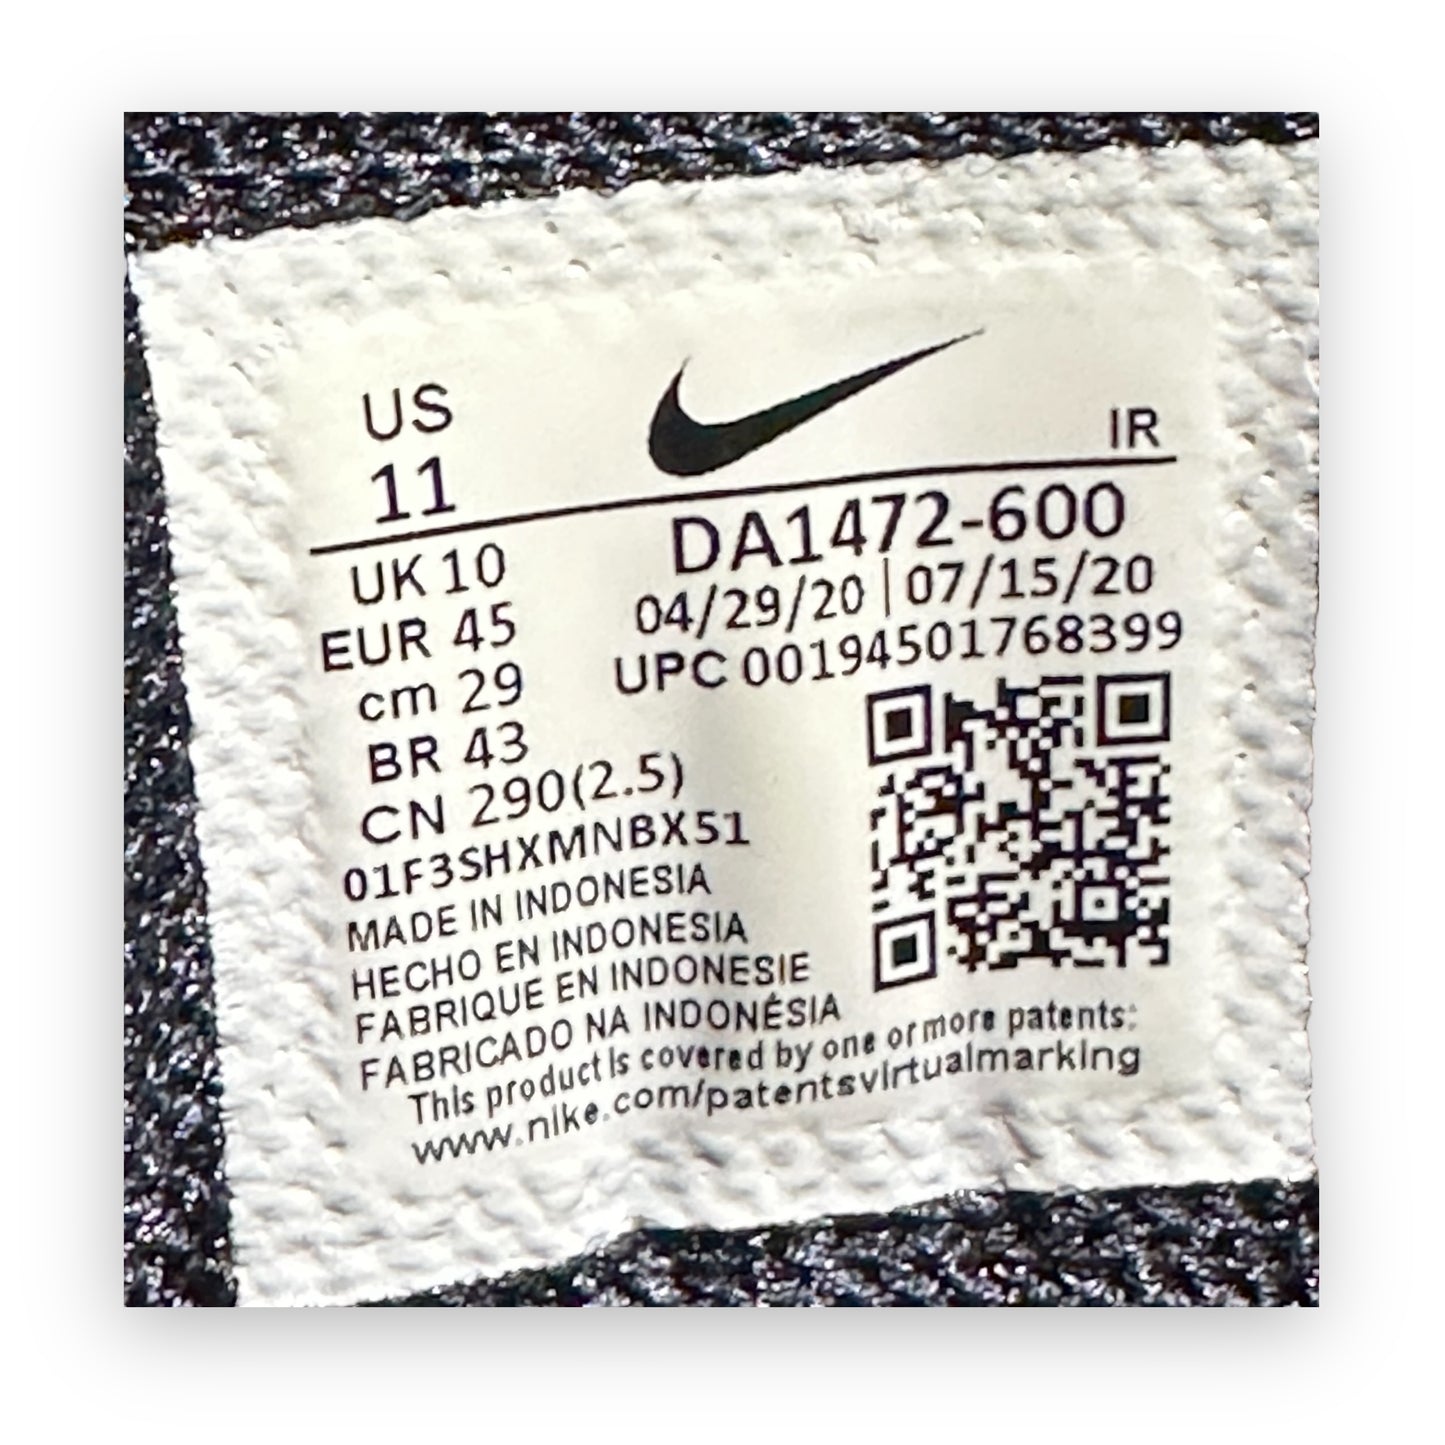 US
11
IR
UK 10
EUR 45
cm 29
BR 43
CN 290(2.5)
DA1472-600
04/29/20 | 07/15/20
UPC 00194501768399
01F3SHXMNBX51
MADE IN INDONESIA
HECHO EN INDONESIA
FABRIQUE EN INDONESIE
FABRICADO NA INDONÉSIA
This product is covered by one or more patents:
www.nike.com/patentsvirtualmarking